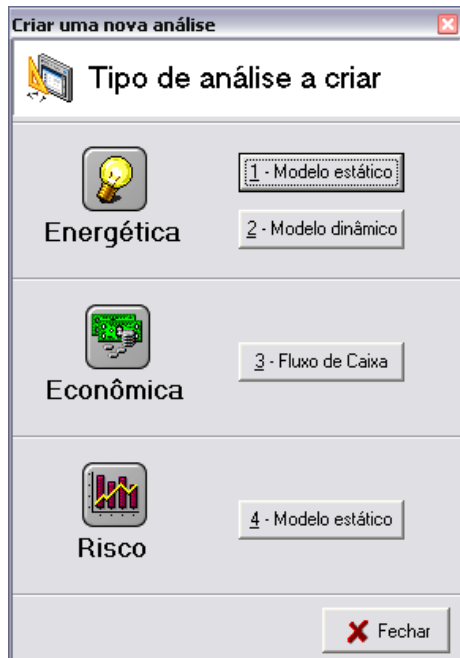 Criar uma nova análise
Tipo de análise a criar
Energética
1 - Modelo estático
2 - Modelo dinâmico
Econômica
3 - Fluxo de Caixa
Risco
4 - Modelo estático
Fechar